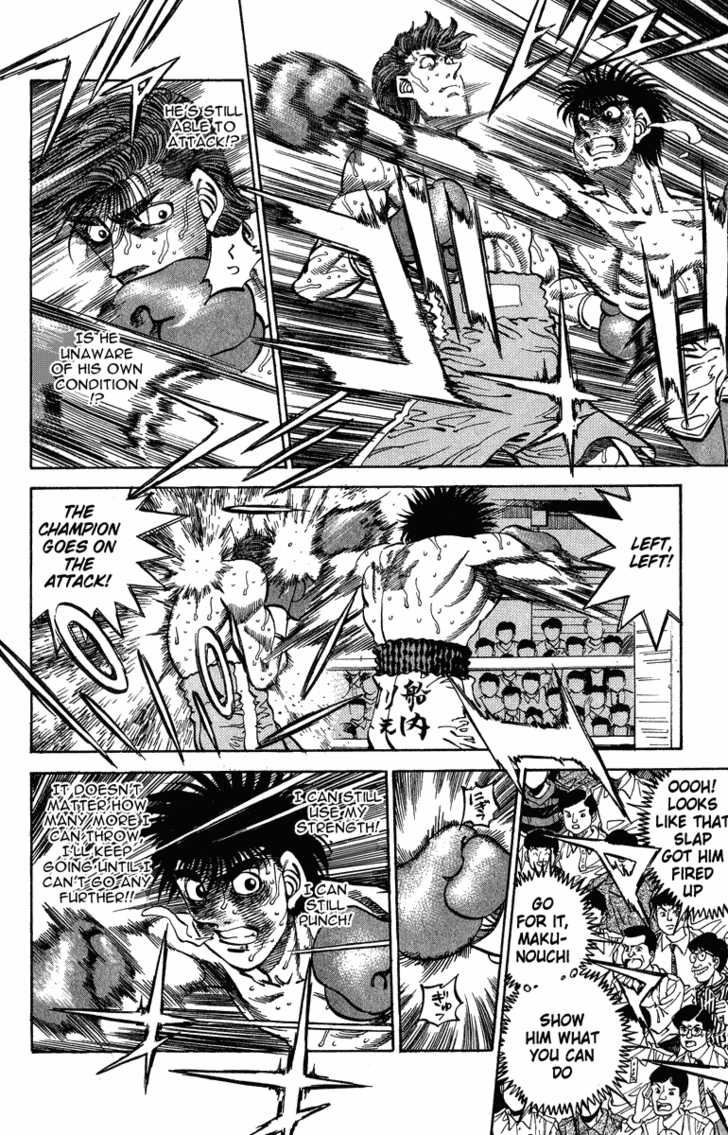 HE'S STILL
ABLE TO
ATTACK!?
IS HE
UNAWARE
OF HIS OWN
CONDITION
!?
THE
CHAMPION
GOES ON
THE
ATTACK!
LEFT,
LEFT!
船
内
IT DOESN'T
MATTER HOW
MANY MORE I
CAN THROW,
I'LL KEEP
GOING UNTIL I
CAN'T GO ANY
FURTHER!!
I CAN STILL
USE MY
STRENGTH!
I CAN
STILL
PUNCH!
OOOH!
LOOKS
LIKE THAT
SLAP
GOT HIM
FIRED
UP
GO
FOR IT,
MAKU-
NOUCHI
SHOW
HIM WHAT
YOU CAN
DO